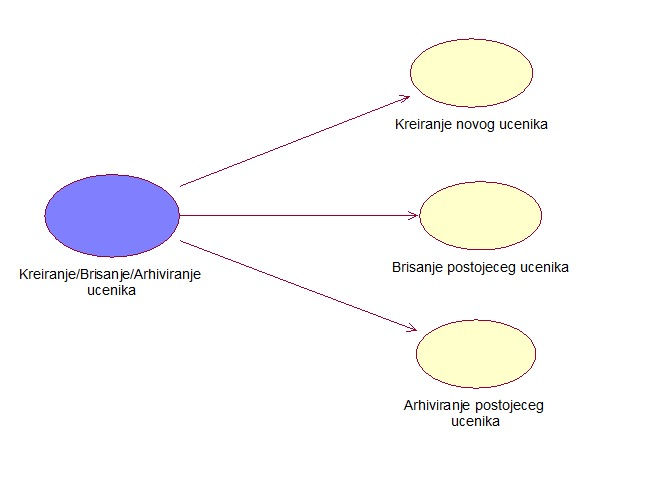 Kreiranje novog ucenika
Kreiranje/Brisanje/Arhiviranje
ucenika
Brisanje postojeceg ucenika
Arhiviranje postojeceg
ucenika